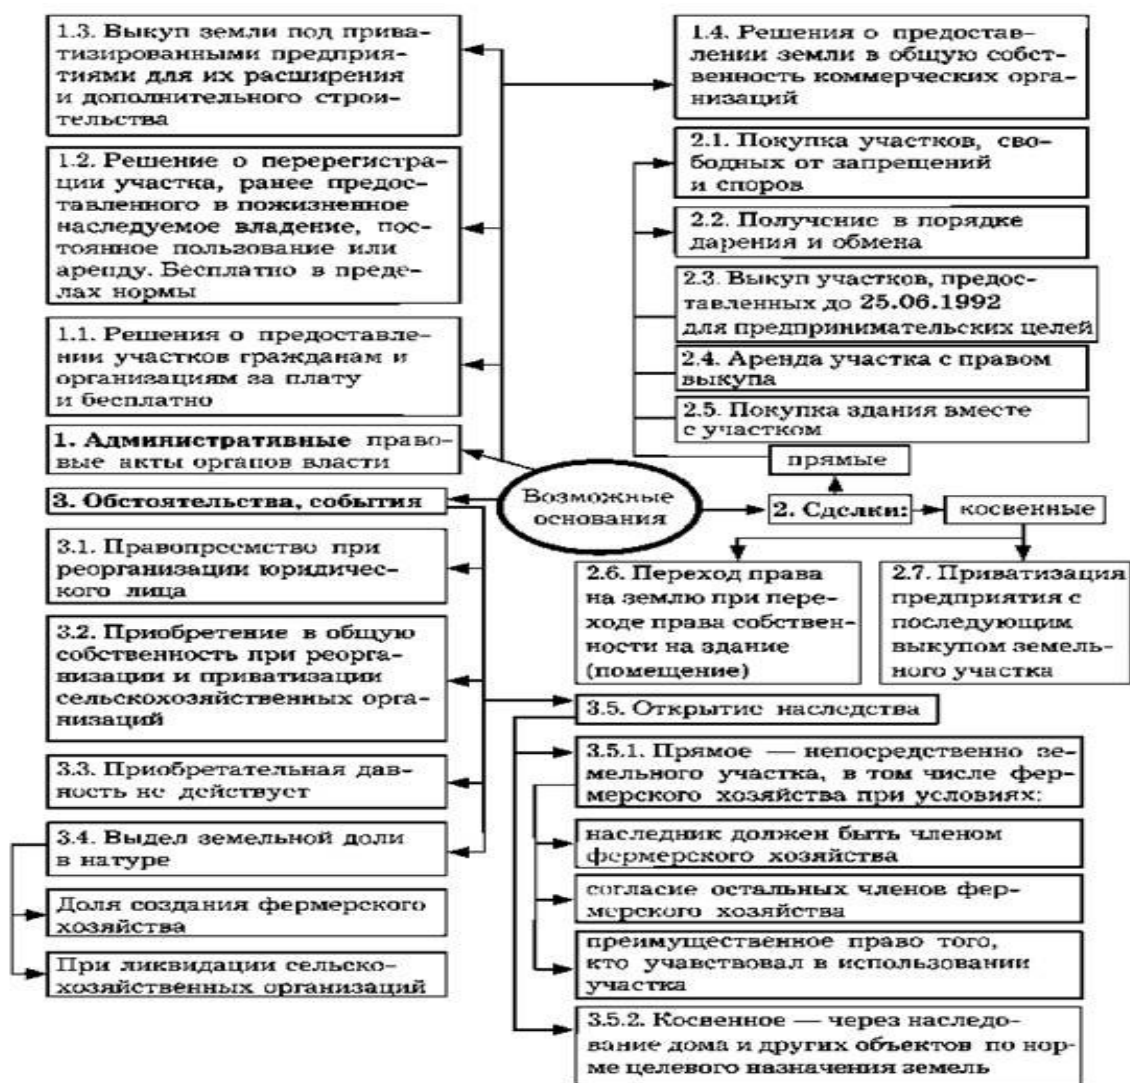 1.3. Выкуп земли под прива-
тизированными предприя-
тиями для их расширения
и дополнительного строи-
тельства
1.2. Решение о перерегистра-
ции участка, ранее предос-
тавленного в пожизненное
наследуемое владение, пос-
тоянное пользование или
аренду. Бесплатно в преде-
лах нормы
1.1. Решения о предоставле-
нии участков гражданам и
организациям за плату
и бесплатно
1. Административные право-
вые акты органов власти
3. Обстоятельства, события
3.1. Правопреемство при
реорганизации юридичес-
кого лица
3.2. Приобретение в общую
собственность при реорга-
низации и приватизации
сельскохозяйственных орга-
низаций
3.3. Приобретательная дав-
ность не действует
3.4. Выдел земельной доли
в натуре
Доля создания фермерского
хозяйства
При ликвидации сельско-
хозяйственных организаций
1.4. Решения о предостав-
лении земли в общую собст-
венность коммерческих орга-
низаций
2.1. Покупка участков, сво-
бодных от запрещений
и споров
2.2. Получение в порядке
дарения и обмена
2.3. Выкуп участков, предос-
тавленных до 25.06.1992
для предпринимательских целей
2.4. Аренда участка с правом
выкупа
2.5. Покупка здания вместе
с участком
прямые
Возможные
основания
2. Сделки:
косвенные
2.6. Переход права
на землю при пере-
ходе права собствен-
ности на здание
(помещение)
2.7. Приватизация
предприятия с
последующим
выкупом земель-
ного участка
3.5. Открытие наследства
3.5.1. Прямое — непосредственно зе-
мельного участка, в том числе фер-
мерского хозяйства при условиях:
наследник должен быть членом
фермерского хозяйства
согласие остальных членов фер-
мерского хозяйства
преимущественное право того,
кто учавствовал в использовании
участка
3.5.2. Косвенное — через наследо-
вание дома и других объектов по нор-
ме целевого назначения земель